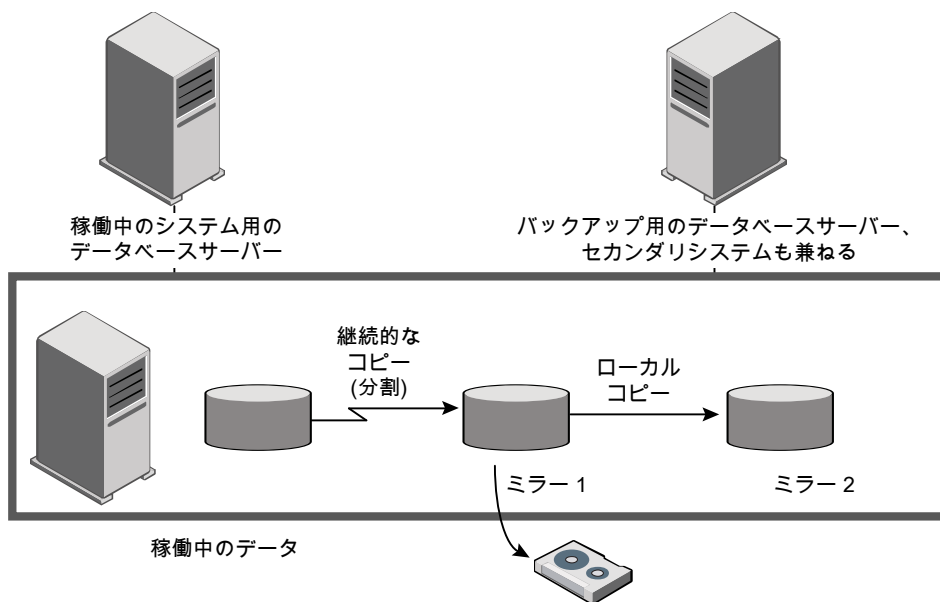 稼働中のシステム用の
データベースサーバー
バックアップ用のデータベースサーバー、
セカンダリシステムも兼ねる
継続的な
コピー
(分割)
ローカル
コピー
ミラー 1
ミラー 2
稼働中のデータ